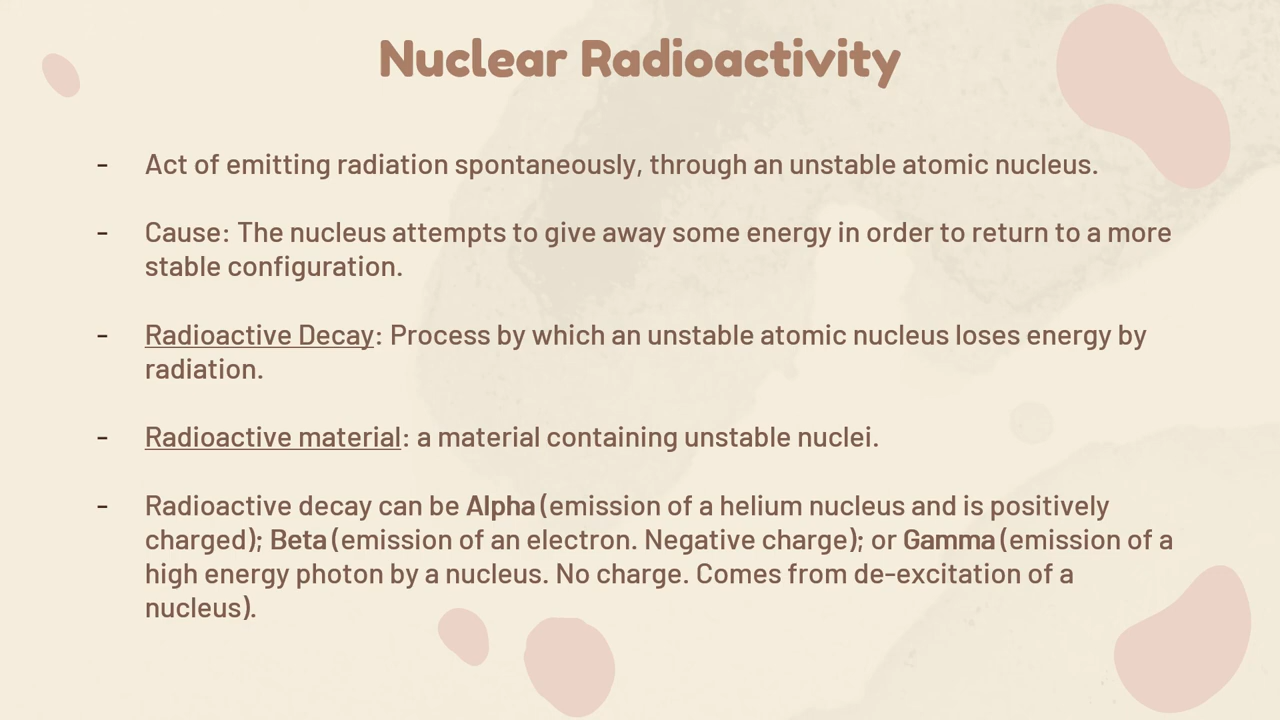 Nuclear Radioactivity
- Act of emitting radiation spontaneously, through an unstable atomic nucleus.
- Cause: The nucleus attempts to give away some energy in order to return to a more
stable configuration.
- Radioactive Decay: Process by which an unstable atomic nucleus loses energy by
radiation.
- Radioactive material: a material containing unstable nuclei.
- Radioactive decay can be Alpha (emission of a helium nucleus and is positively
charged); Beta (emission of an electron. Negative charge); or Gamma (emission of a
high energy photon by a nucleus. No charge. Comes from de-excitation of a
nucleus).